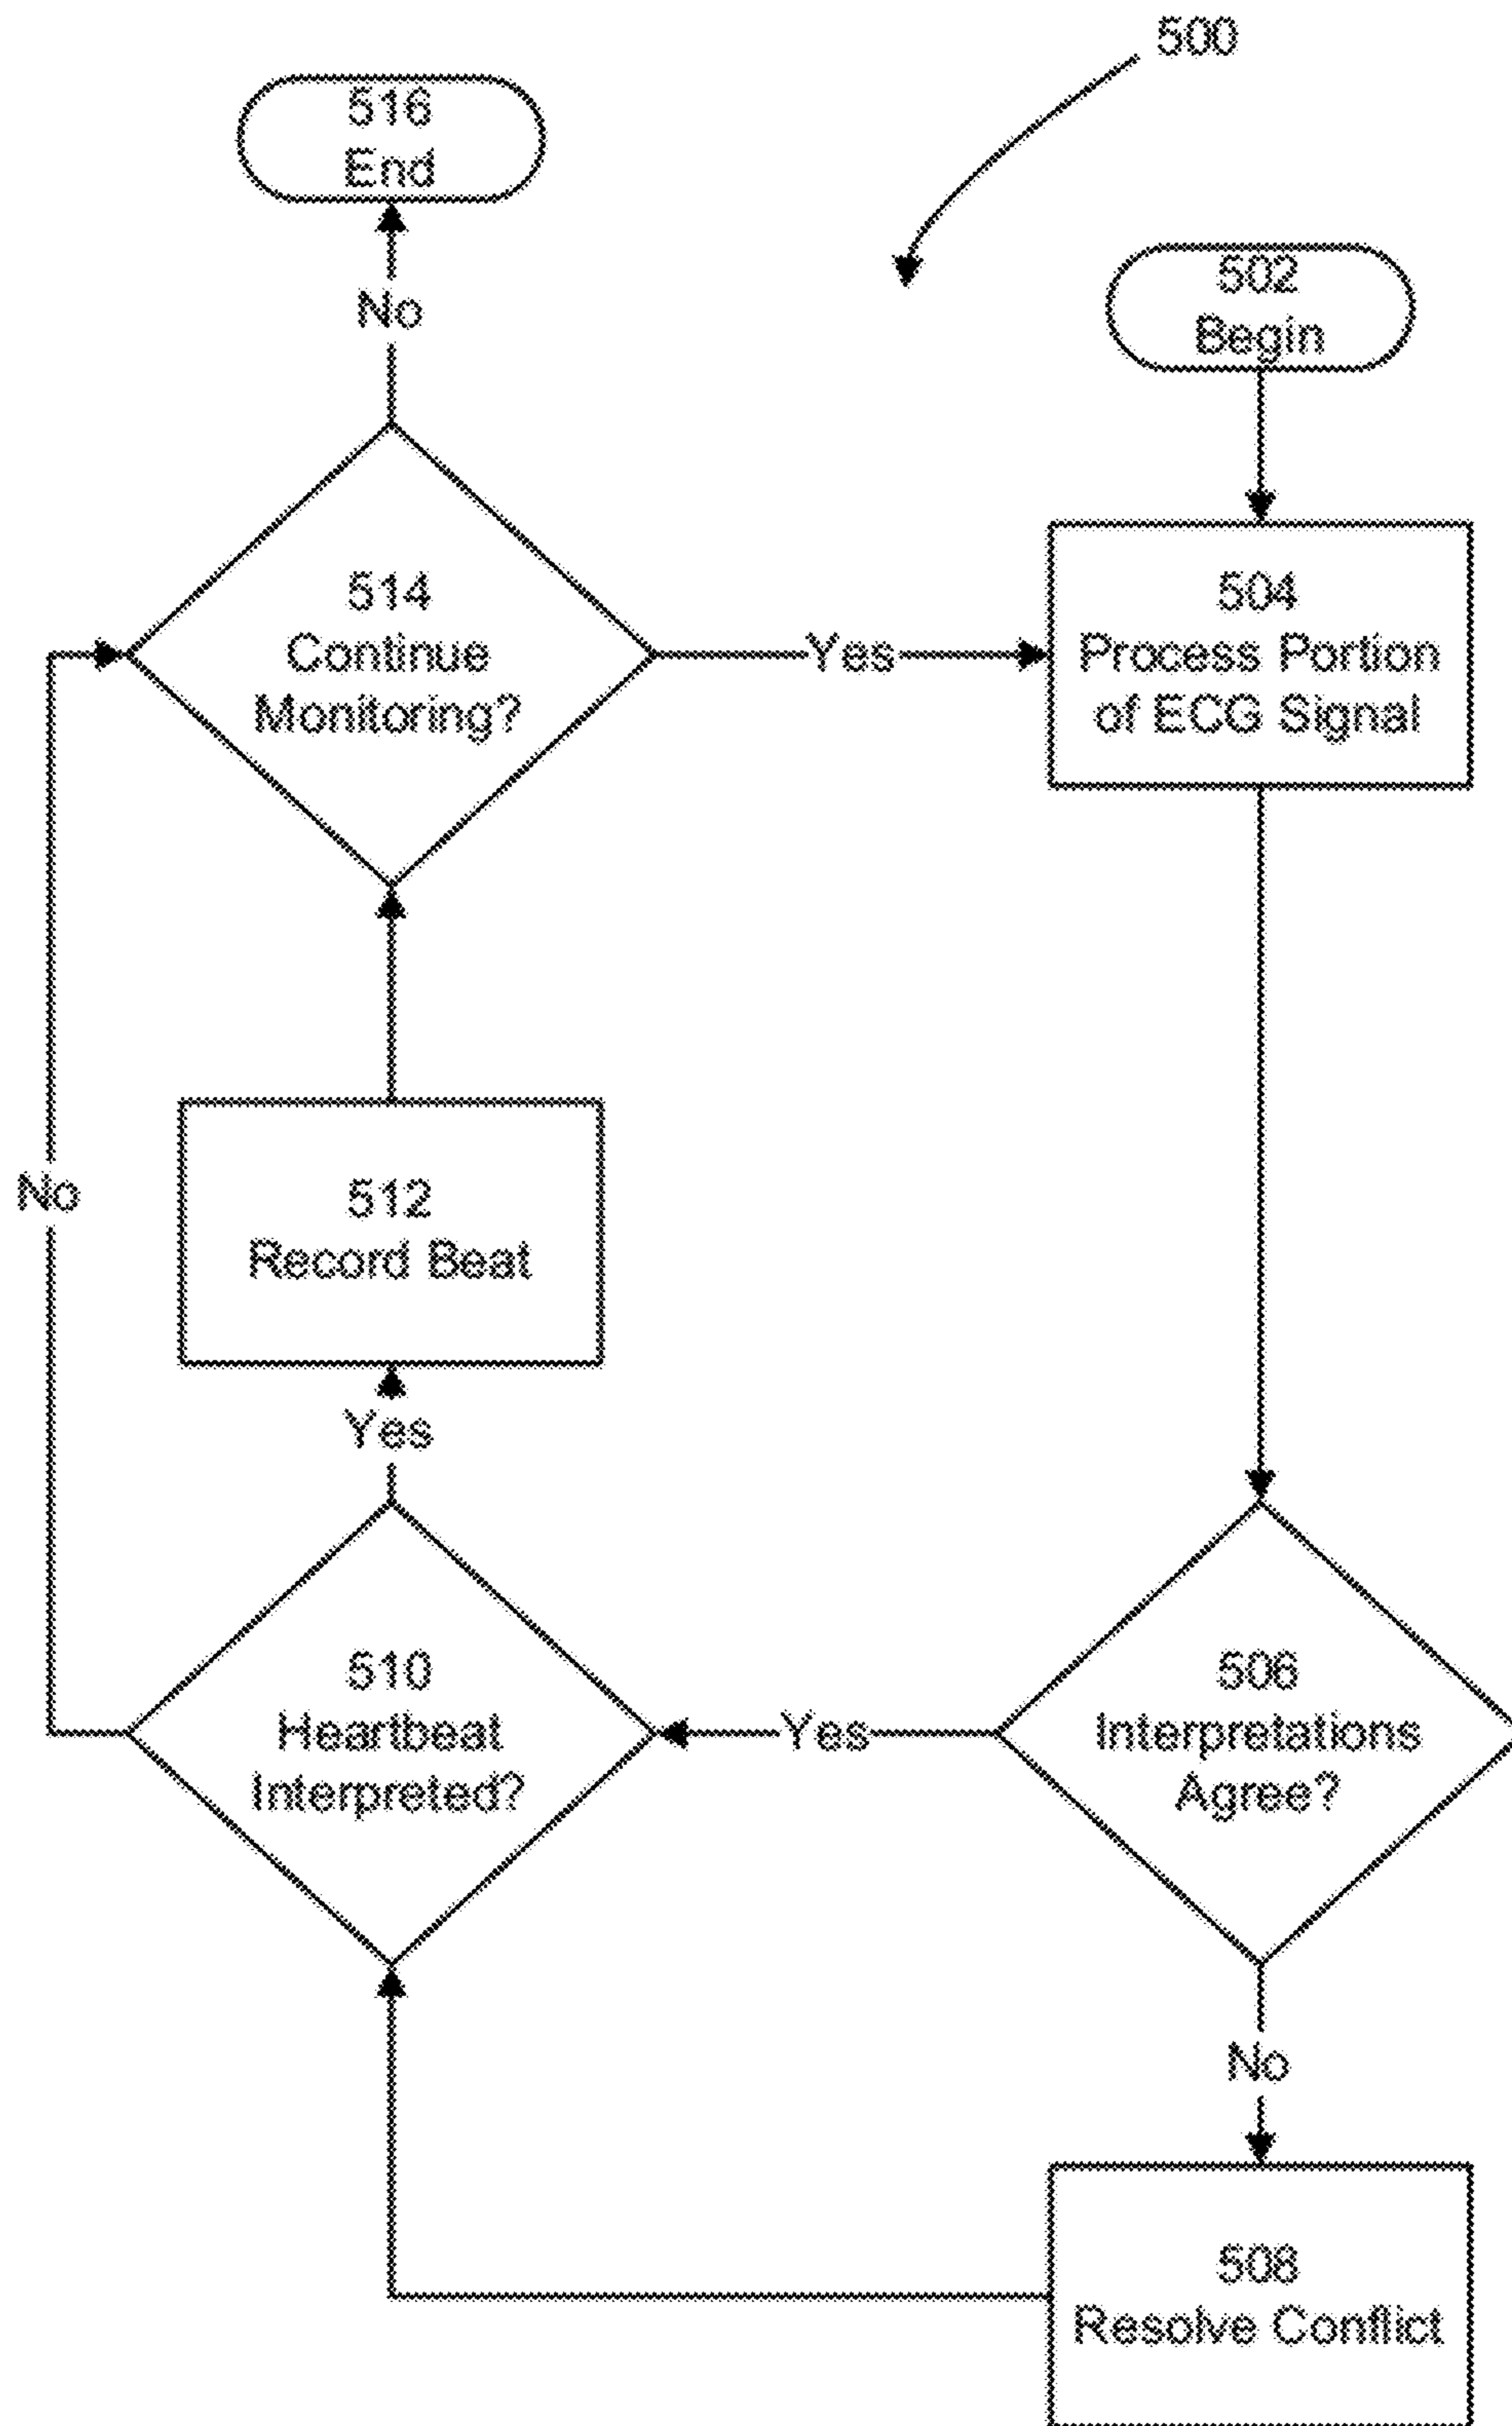 500
516
End
No
502
Begin
514
Continue
Monitoring?
Yes
504
Process Portion
of ECG Signal
No
512
Record Beat
Yes
510
Heartbeat
Interpreted?
Yes
506
Interpretations
Agree?
No
508
Resolve Conflict